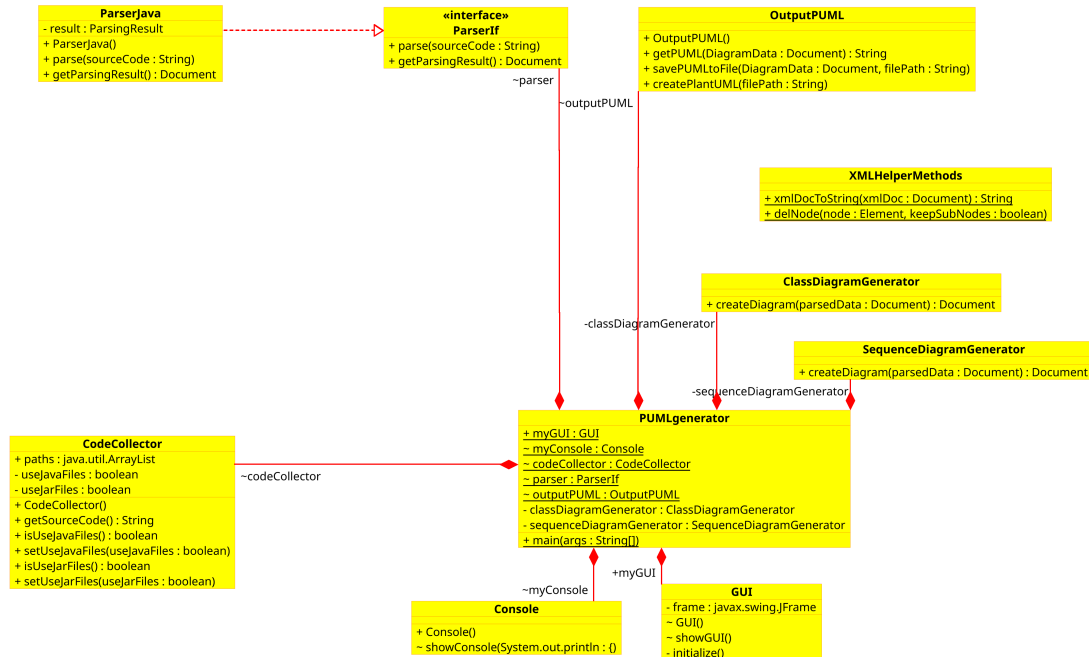 ParserJava
- result : ParsingResult
+ ParserJava()
+ parse(sourceCode : String)
+ getParsingResult() : Document
«interface»
ParserIf
+ parse(sourceCode : String)
+ getParsingResult() : Document
OutputPUML
+ OutputPUML()
+ getPUML(DiagramData : Document) : String
+ savePUMLtoFile(DiagramData : Document, filePath : String)
+ createPlantUML(filePath : String)
~parser
~outputPUML
XMLHelperMethods
+ xmlDocToString(xmlDoc : Document) : String
+ delNode(node : Element, keepSubNodes : boolean)
ClassDiagramGenerator
+ createDiagram(parsedData : Document) : Document
-classDiagramGenerator
SequenceDiagramGenerator
+ createDiagram(parsedData : Document) : Document
-sequenceDiagramGenerator
PUMLgenerator
+ myGUI : GUI
~ myConsole : Console
~ codeCollector : CodeCollector
~ parser : ParserIf
~ outputPUML : OutputPUML
- classDiagramGenerator : ClassDiagramGenerator
- sequenceDiagramGenerator : SequenceDiagramGenerator
+ main(args : String[])
CodeCollector
+ paths : java.util.ArrayList
- useJavaFiles : boolean
- useJarFiles : boolean
+ CodeCollector()
+ getSourceCode() : String
+ isUseJavaFiles() : boolean
+ setUseJavaFiles(useJavaFiles : boolean)
+ isUseJarFiles() : boolean
+ setUseJarFiles(useJarFiles : boolean)
~codeCollector
~myConsole
+myGUI
Console
+ Console()
~ showConsole(System.out.println : {)
GUI
- frame : javax.swing.JFrame
~ GUI()
~ showGUI()
- initialize()